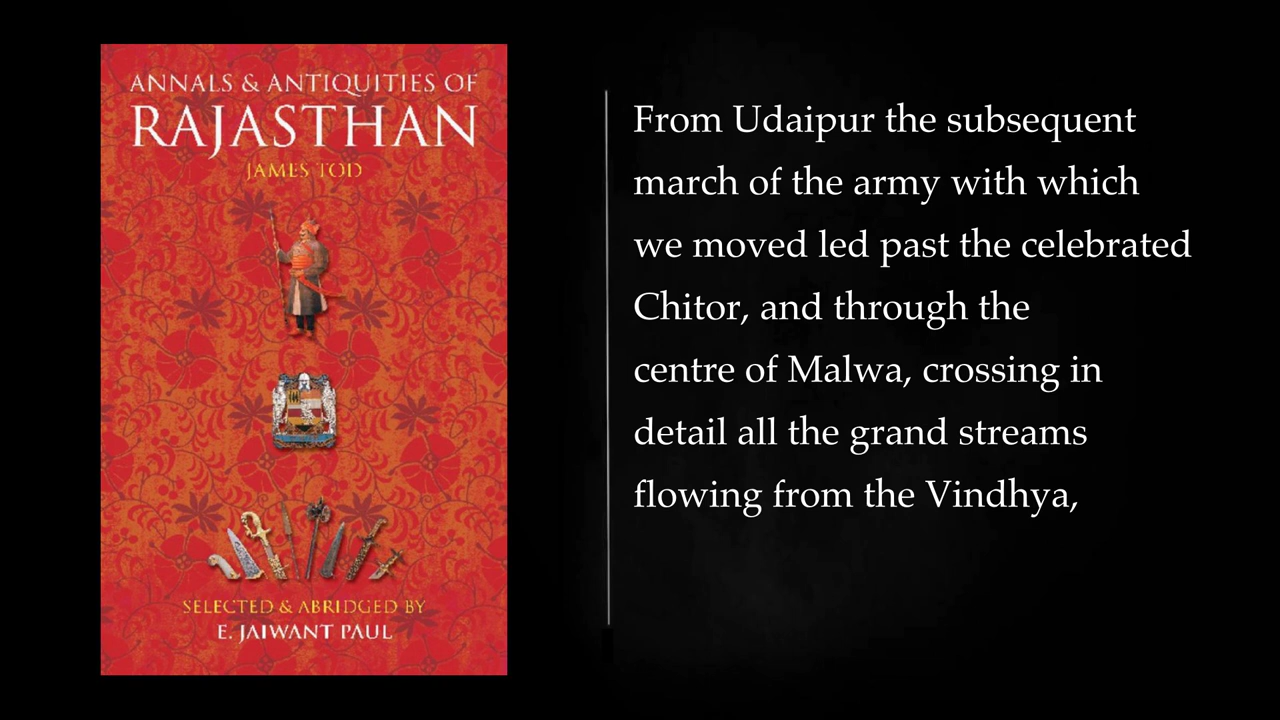 ANNALS & ANTIQUITIES OF
RAJASTHAN
JAMES TOD
SELECTED & ABRIDGED BY
E. JAIWANT PAUL
From Udaipur the subsequent
march of the army with which
we moved led past the celebrated
Chitor, and through the
centre of Malwa, crossing in
detail all the grand streams
flowing from the Vindhya,